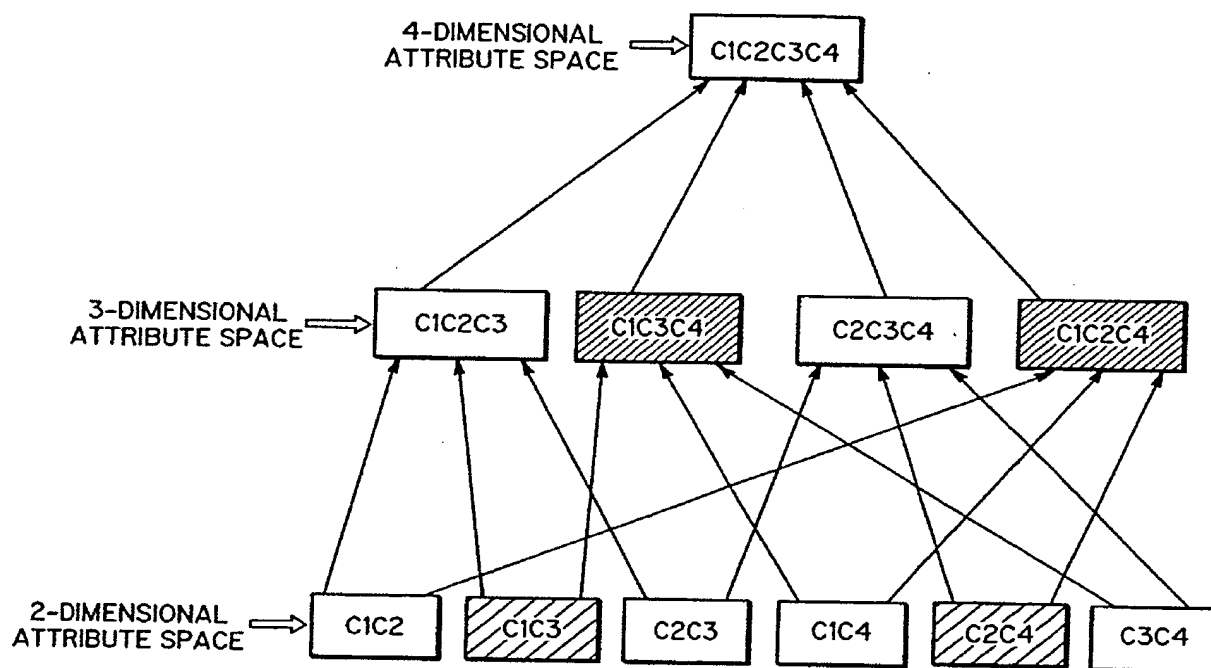 4-DIMENSIONAL
ATTRIBUTE SPACE
C1C2C3C4
3-DIMENSIONAL
ATTRIBUTE SPACE
C1C2C3
C1C3C4
C2C3C4
C1C2C4
2-DIMENSIONAL
ATTRIBUTE SPACE
C1C2
C1C3
C2C3
C1C4
C2C4
C3C4